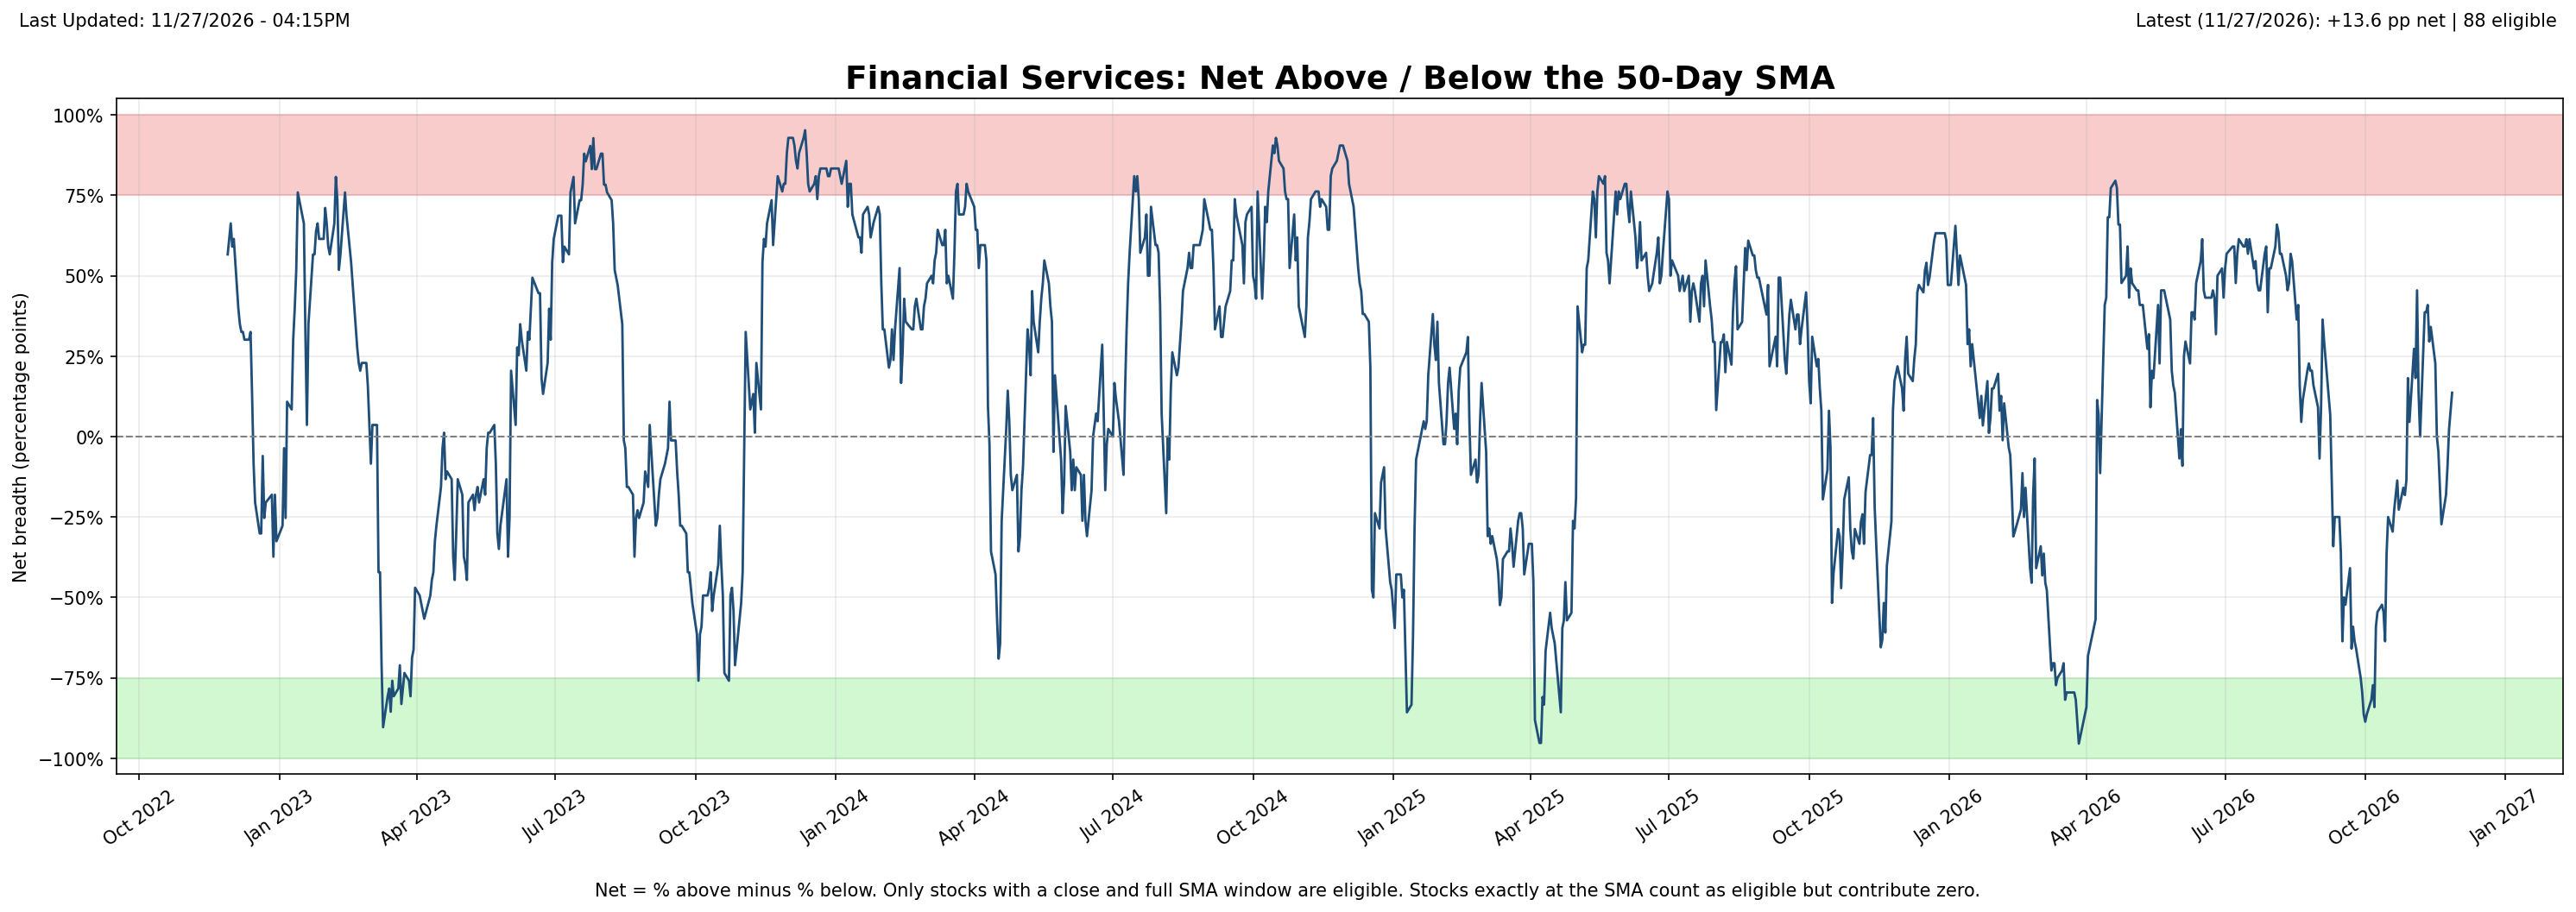 Last Updated: 11/27/2026 - 04:15PM
Latest (11/27/2026): +13.6 pp net | 88 eligible
Financial Services: Net Above / Below the 50-Day SMA
Net breadth (percentage points)
100%
75%
50%
25%
0%
−25%
−50%
−75%
−100%
Oct 2022
Jan 2023
Apr 2023
Jul 2023
Oct 2023
Jan 2024
Apr 2024
Jul 2024
Oct 2024
Jan 2025
Apr 2025
Jul 2025
Oct 2025
Jan 2026
Apr 2026
Jul 2026
Oct 2026
Jan 2027
Net = % above minus % below. Only stocks with a close and full SMA window are eligible. Stocks exactly at the SMA count as eligible but contribute zero.